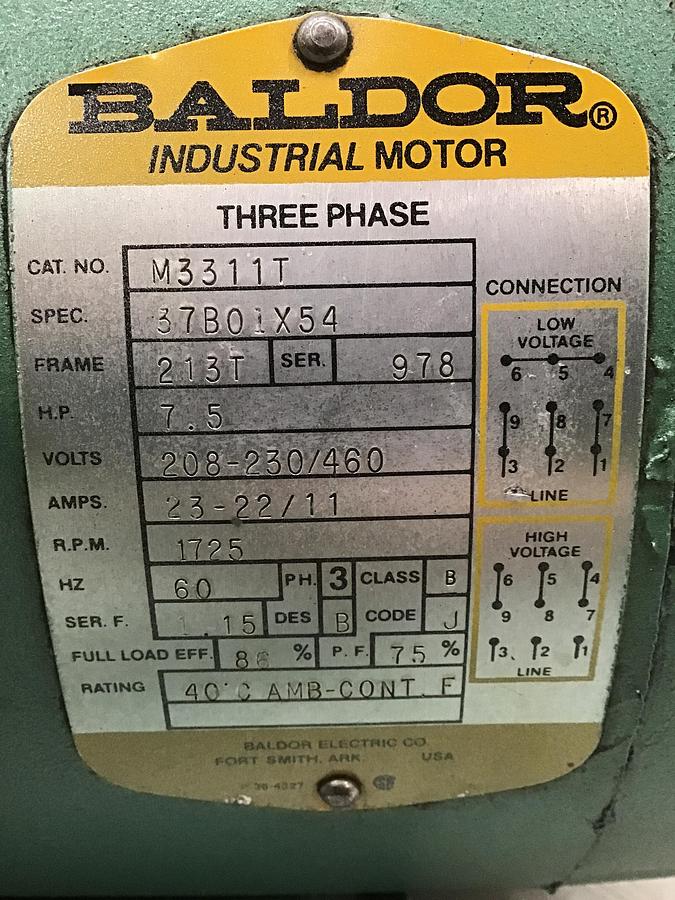 BALDOR®
INDUSTRIAL MOTOR
THREE PHASE
CAT. NO. M3311T
SPEC. 37B01X54
FRAME 213T SER. 978
H.P. 7.5
VOLTS 208-230/460
AMPS. 23-22/11
R.P.M. 1725
HZ 60 PH. 3 CLASS B
SER. F. 1.15 DES B CODE J
FULL LOAD EFF. 86 % P. F. 75 %
RATING 40°C AMB-CONT. F
CONNECTION
LOW
VOLTAGE
6 5 4
9 8 7
3 2 1
LINE
HIGH
VOLTAGE
6 5 4
9 8 7
3 2 1
LINE
BALDOR ELECTRIC CO.
FORT SMITH, ARK. USA